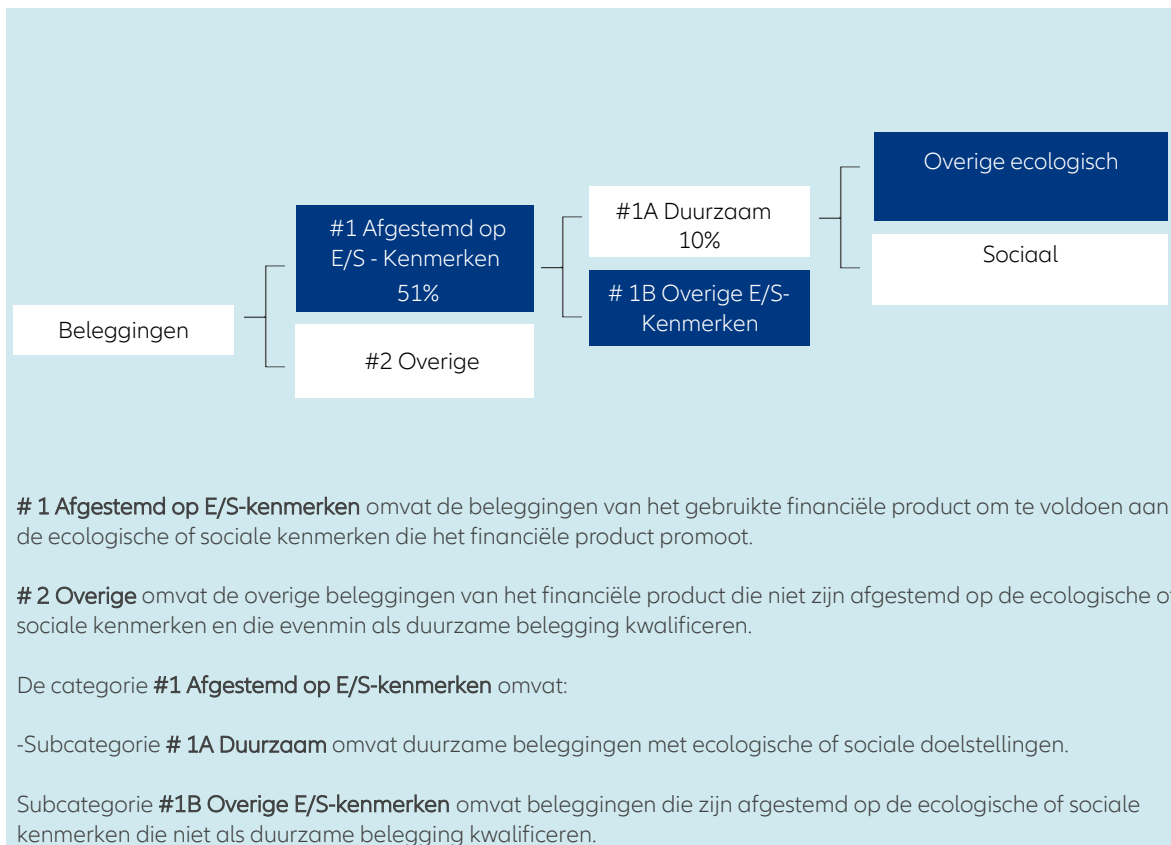 Overige ecologisch
#1A Duurzaam
10%
#1 Afgestemd op
E/S - Kenmerken
51%
Sociaal
# 1B Overige E/S-
Kenmerken
Beleggingen
#2 Overige
# 1 Afgestemd op E/S-kenmerken omvat de beleggingen van het gebruikte financiële product om te voldoen aan
de ecologische of sociale kenmerken die het financiële product promoot.
# 2 Overige omvat de overige beleggingen van het financiële product die niet zijn afgestemd op de ecologische of
sociale kenmerken en die evenmin als duurzame belegging kwalificeren.
De categorie #1 Afgestemd op E/S-kenmerken omvat:
-Subcategorie # 1A Duurzaam omvat duurzame beleggingen met ecologische of sociale doelstellingen.
Subcategorie #1B Overige E/S-kenmerken omvat beleggingen die zijn afgestemd op de ecologische of sociale
kenmerken die niet als duurzame belegging kwalificeren.